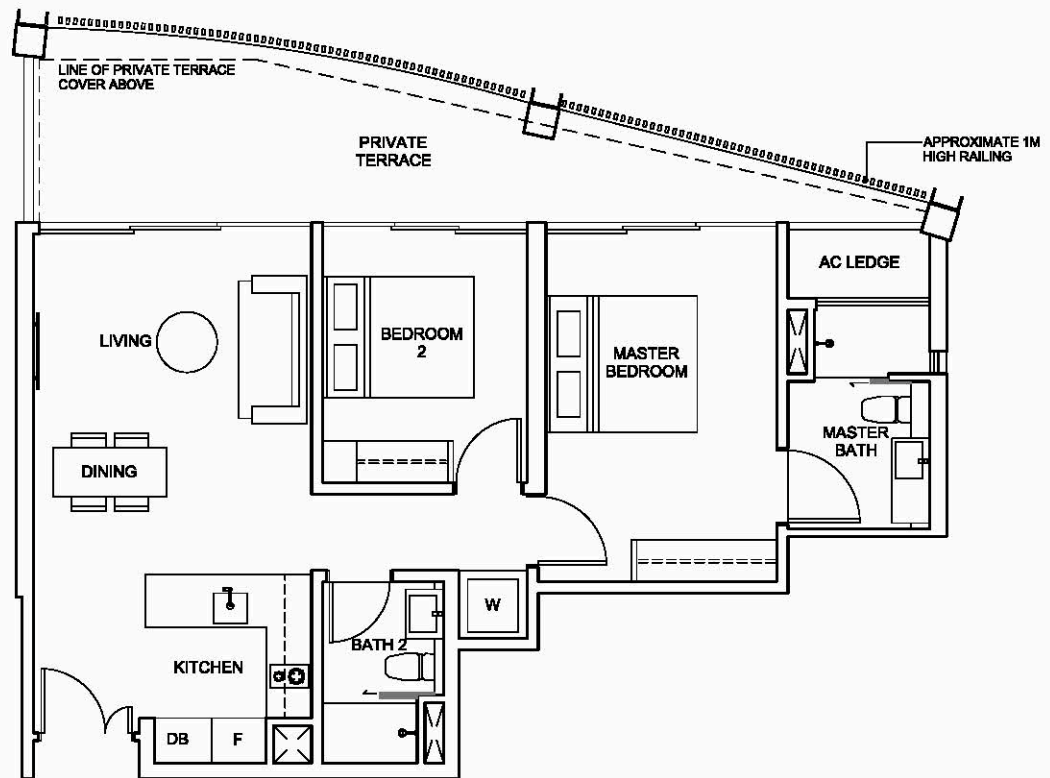 LINE OF PRIVATE TERRACE
COVER ABOVE
PRIVATE
TERRACE
APPROXIMATE 1M
HIGH RAILING
AC LEDGE
LIVING
BEDROOM
2
MASTER
BEDROOM
MASTER
BATH
DINING
W
BATH 2
KITCHEN
DB
F